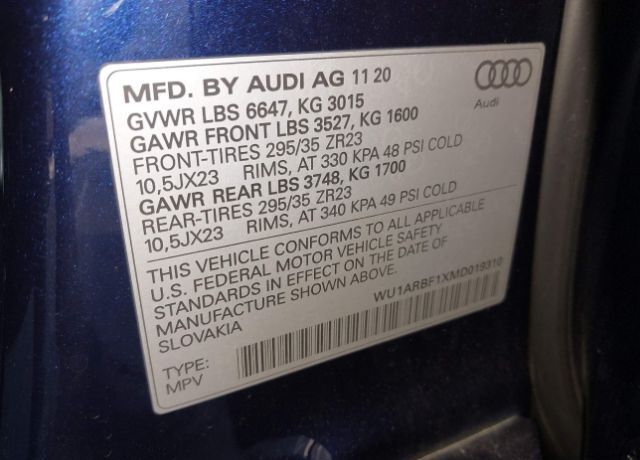 MFD. BY AUDI AG 11 20
GVWR LBS 6647, KG 3015
GAWR FRONT LBS 3527, KG 1600
FRONT-TIRES 295/35 ZR23
10,5JX23 RIMS, AT 330 KPA 48 PSI COLD
GAWR REAR LBS 3748, KG 1700
REAR-TIRES 295/35 ZR23
10,5JX23 RIMS, AT 340 KPA 49 PSI COLD
Audi
THIS VEHICLE CONFORMS TO ALL APPLICABLE
U.S. FEDERAL MOTOR VEHICLE SAFETY
STANDARDS IN EFFECT ON THE DATE OF
MANUFACTURE SHOWN ABOVE.
SLOVAKIA
WU1ARBF1XMD019310
TYPE:
MPV